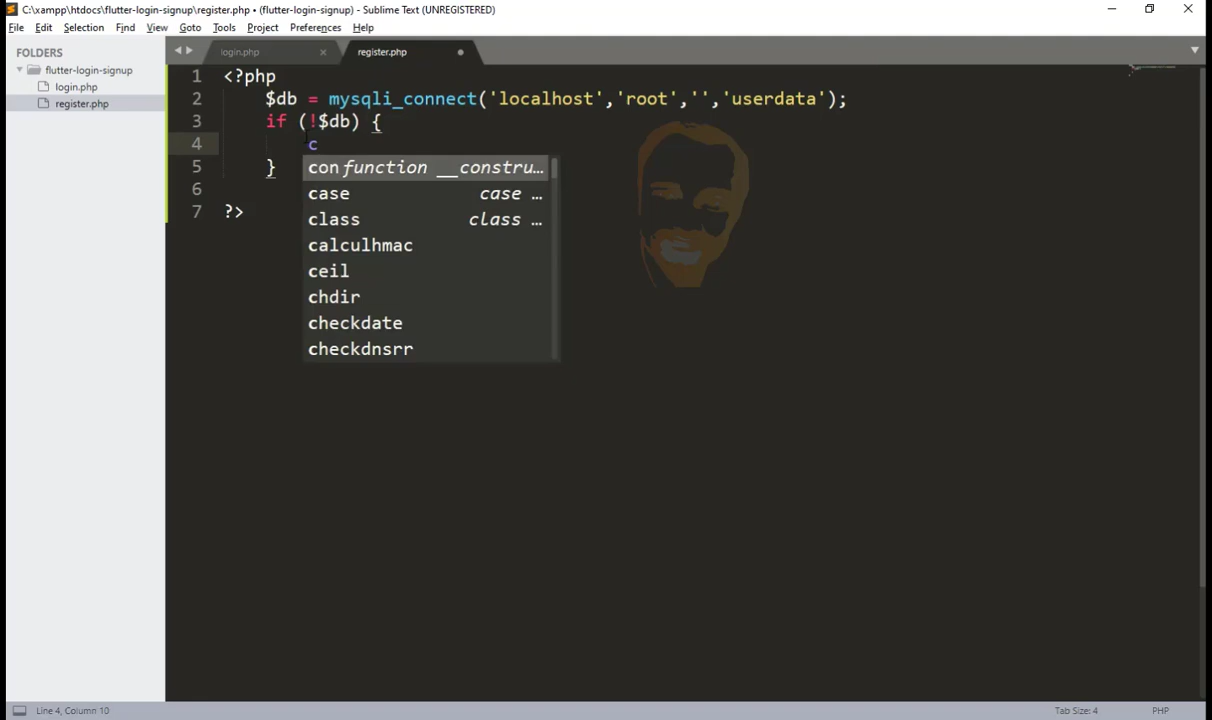 C:\xampp\htdocs\flutter-login-signup\register.php • (flutter-login-signup) - Sublime Text (UNREGISTERED)
File Edit Selection Find View Goto Tools Project Preferences Help
FOLDERS
flutter-login-signup
login.php
register.php
login.php register.php
1 <?php
2 $db = mysqli_connect('localhost','root','','userdata');
3 if (!$db) {
4 c
5 }
6
7 ?>
con function __constru…
case case …
class class …
calculhmac
ceil
chdir
checkdate
checkdnsrr
Line 4, Column 10 Tab Size: 4 PHP